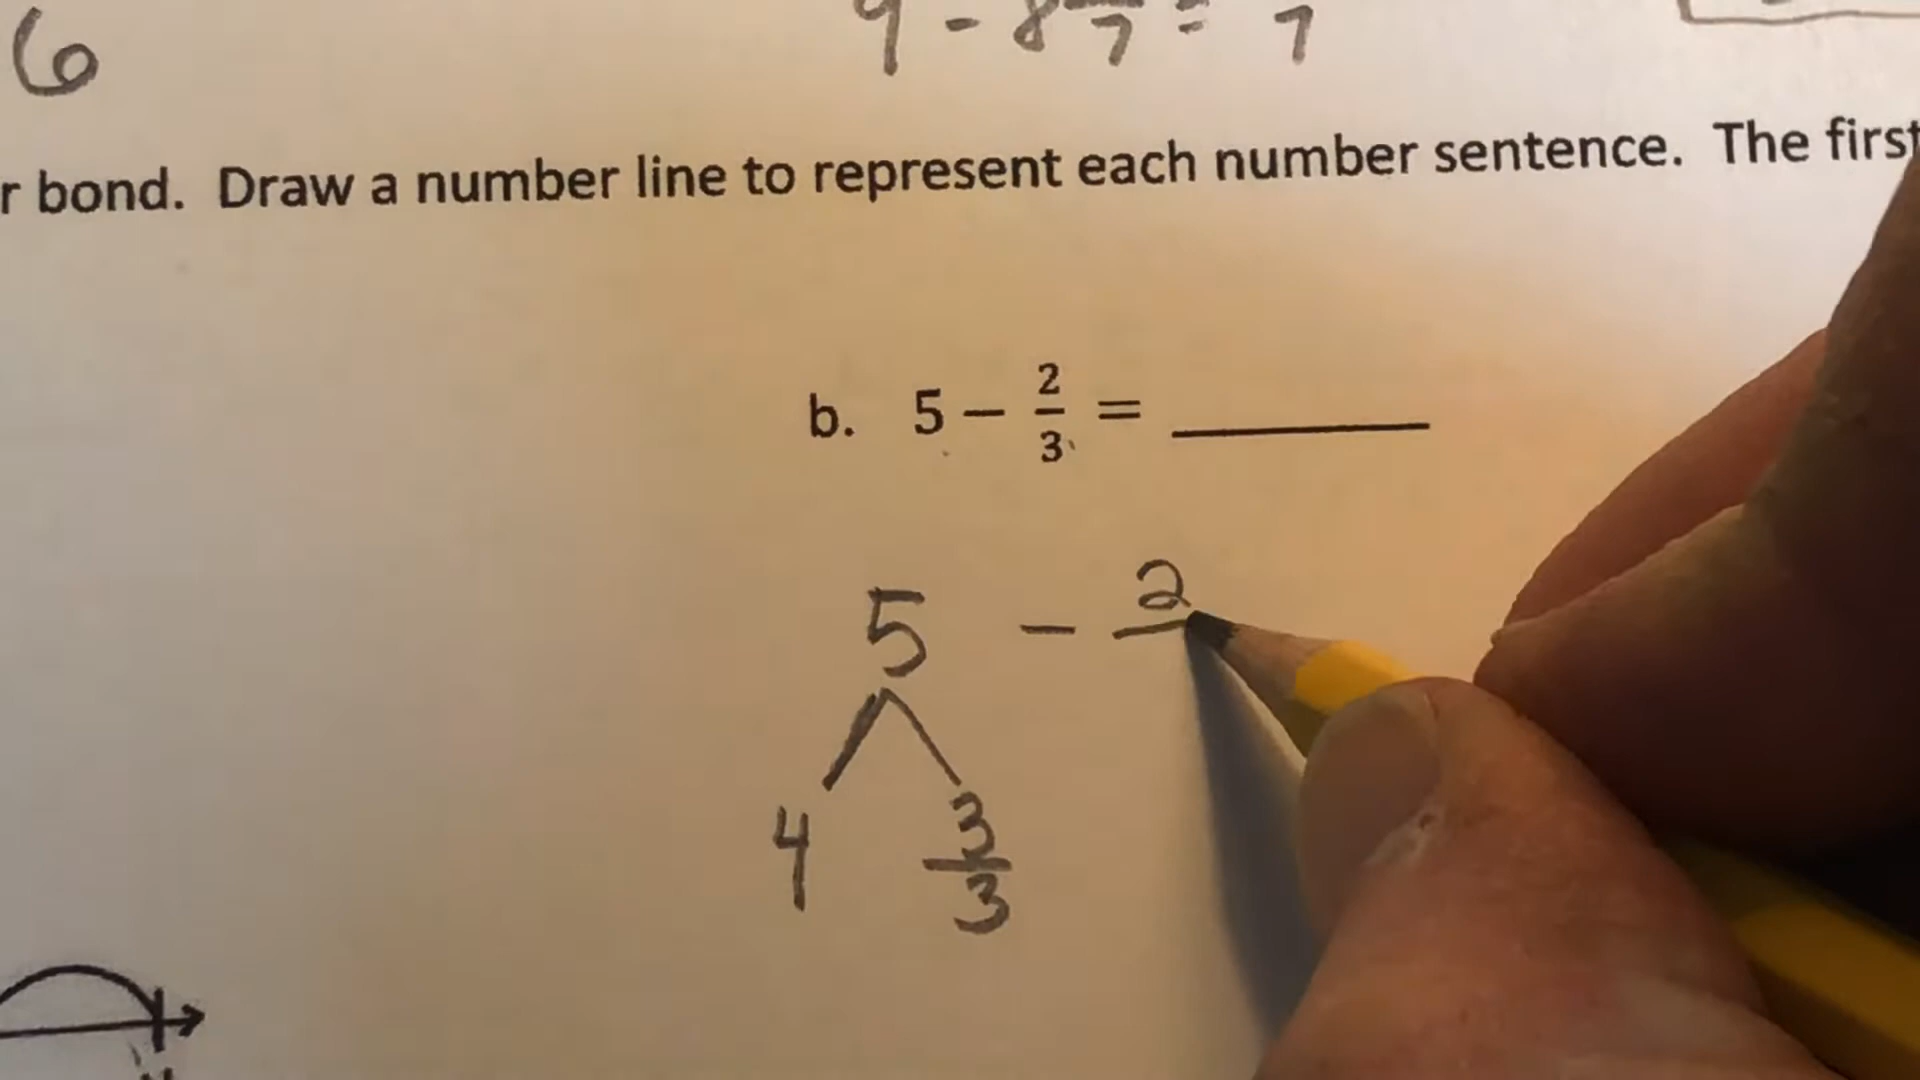 6
9 - 8 /7 = 7
r bond. Draw a number line to represent each number sentence. The first
b. 5 - 2/3 = ______
5 - 2
4 3/3